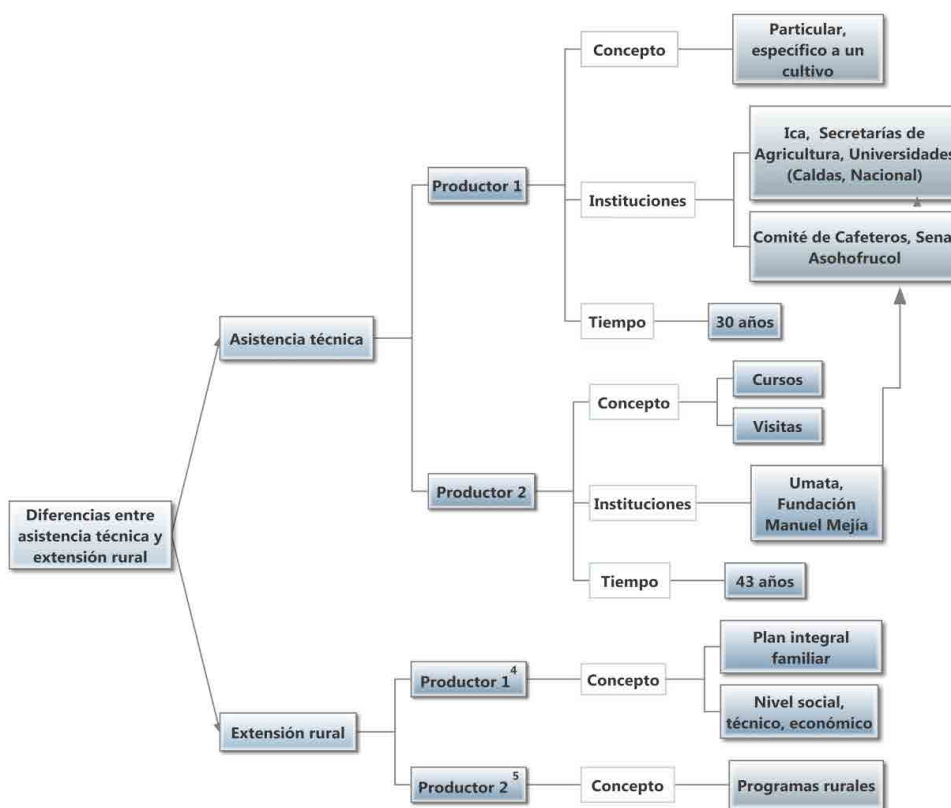 Diferencias entre
asistencia técnica y
extensión rural
Asistencia técnica
Productor 1
Concepto
Particular,
específico a un
cultivo
Instituciones
Ica, Secretarías de
Agricultura, Universidades
(Caldas, Nacional)
Comité de Cafeteros, Sena
Asohofrucol
Tiempo
30 años
Productor 2
Concepto
Cursos
Visitas
Instituciones
Umata,
Fundación
Manuel Mejía
Tiempo
43 años
Extensión rural
Productor 1 4
Concepto
Plan integral
familiar
Nivel social,
técnico, económico
Productor 2 5
Concepto
Programas rurales